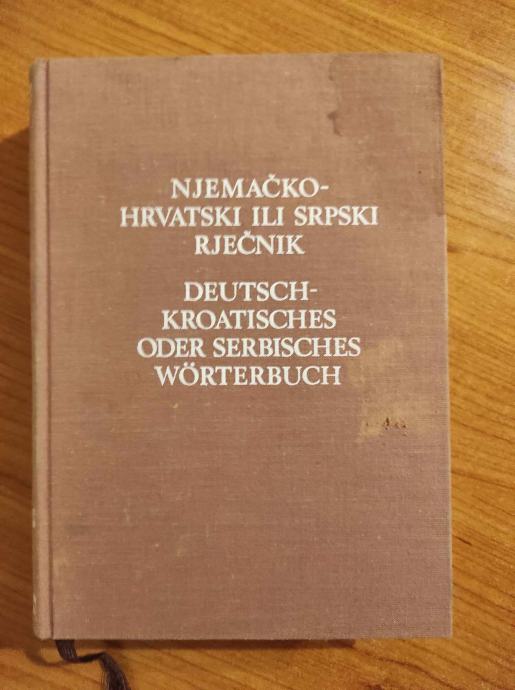 NJEMAČKO-
HRVATSKI ILI SRPSKI
RJEČNIK
DEUTSCH-
KROATISCHES
ODER SERBISCHES
WÖRTERBUCH